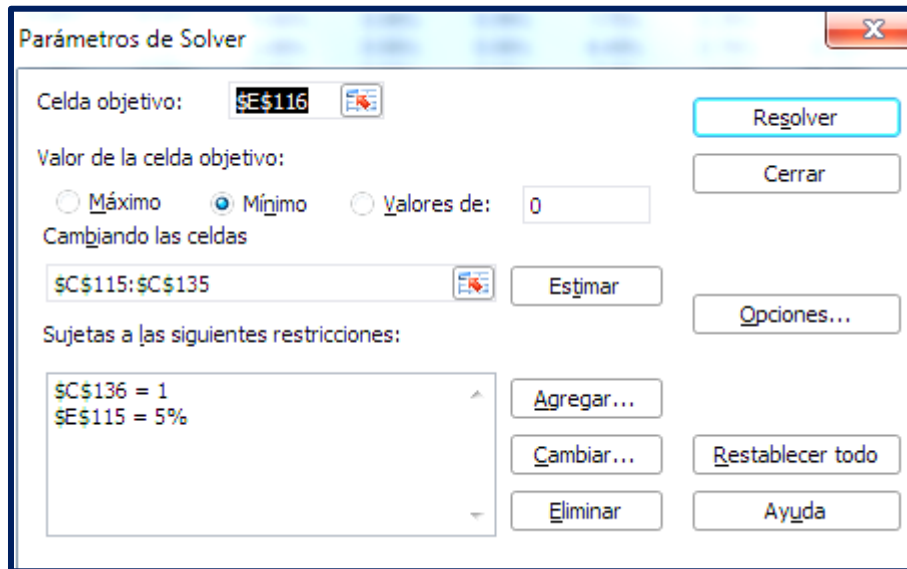 Parámetros de Solver
Celda objetivo: $E$116
Resolver
Valor de la celda objetivo:
Cerrar
Máximo Mínimo Valores de: 0
Cambiando las celdas
$C$115:$C$135 Estimar
Opciones...
Sujetas a las siguientes restricciones:
$C$136 = 1
$E$115 = 5%
Agregar...
Cambiar... Restablecer todo
Eliminar Ayuda